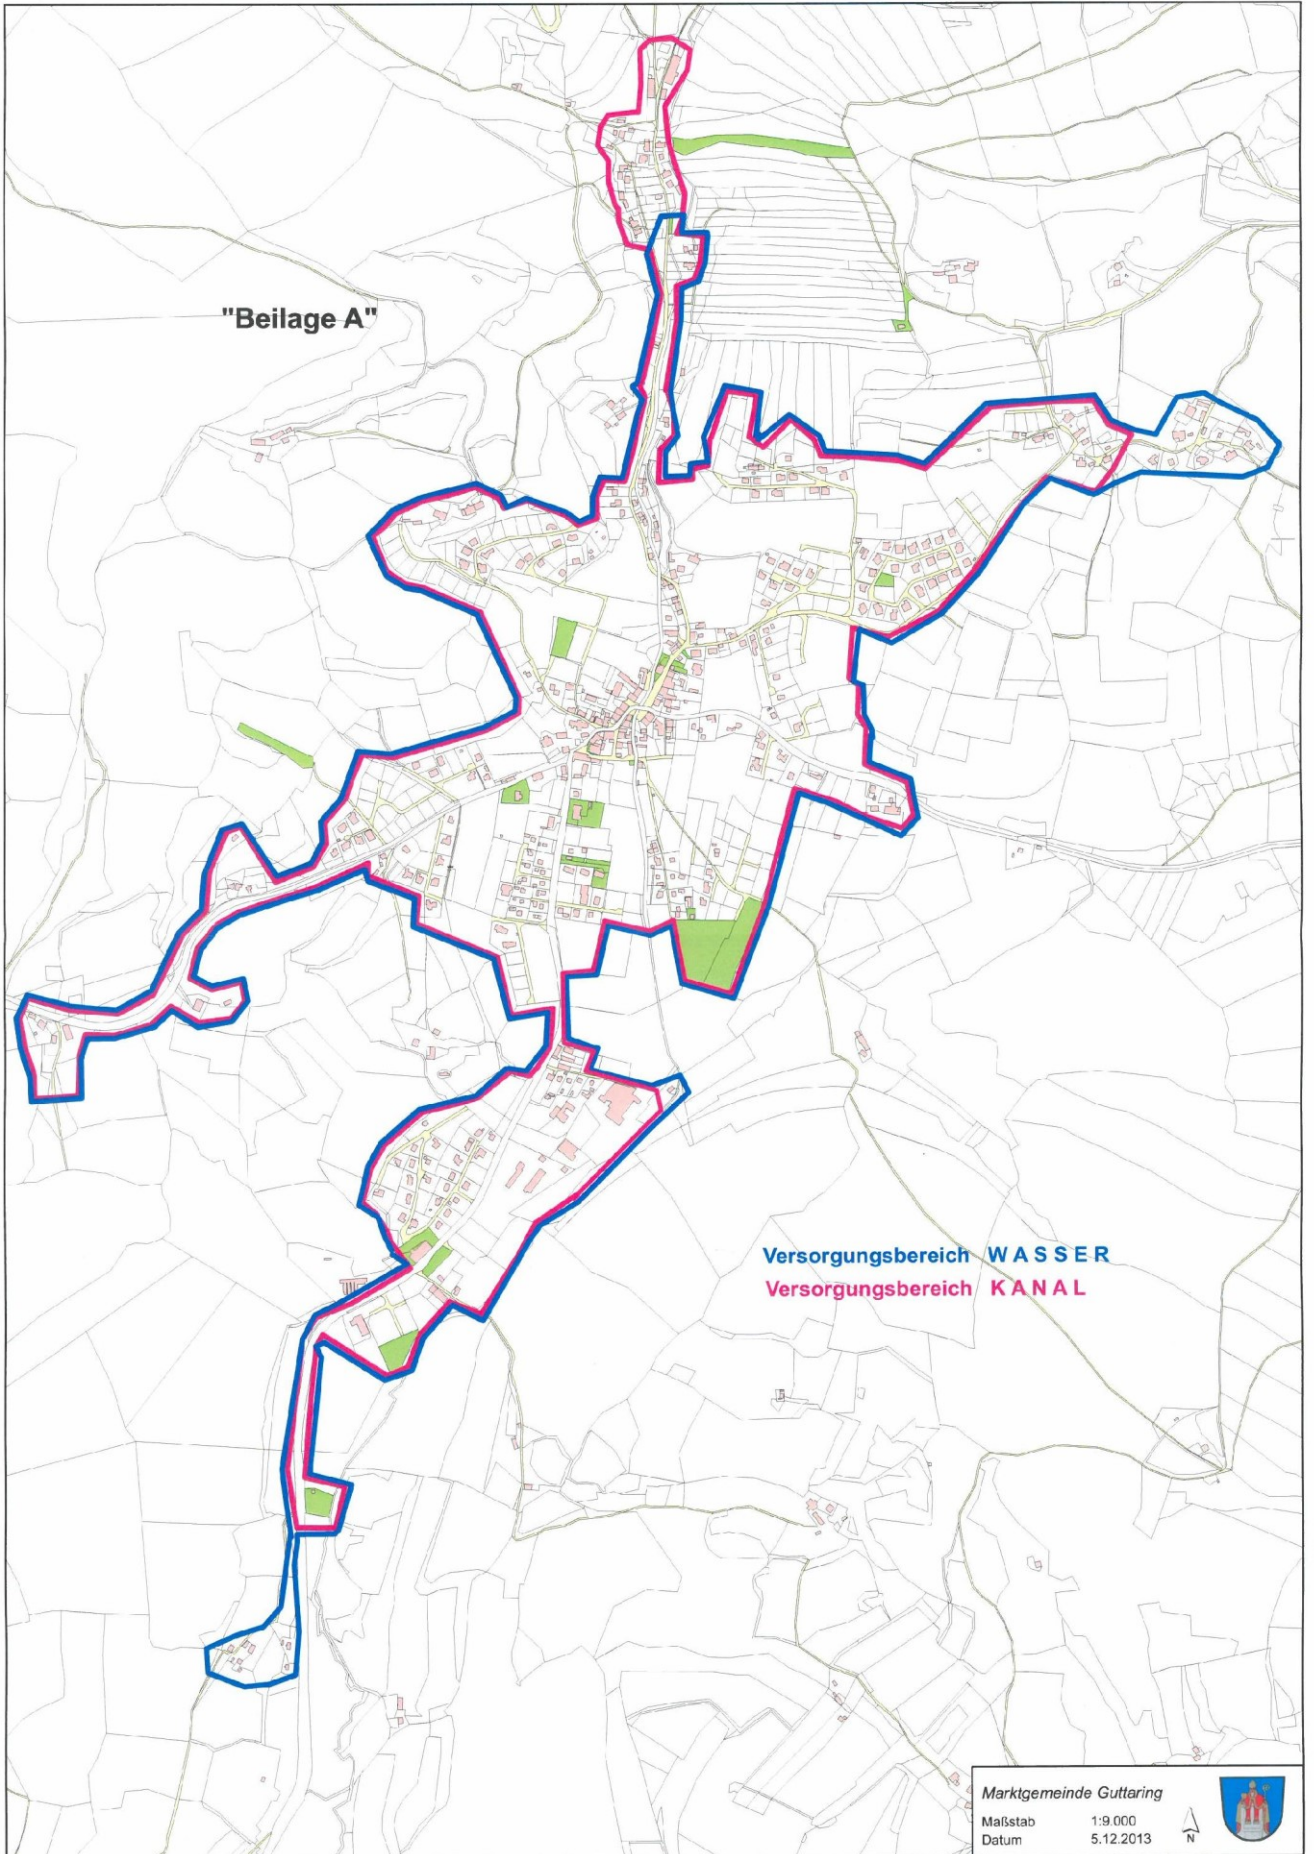 "Beilage A"
Versorgungsbereich WASSER
Versorgungsbereich KANAL
Marktgemeinde Guttaring
Maßstab 1:9.000
Datum 5.12.2013
N